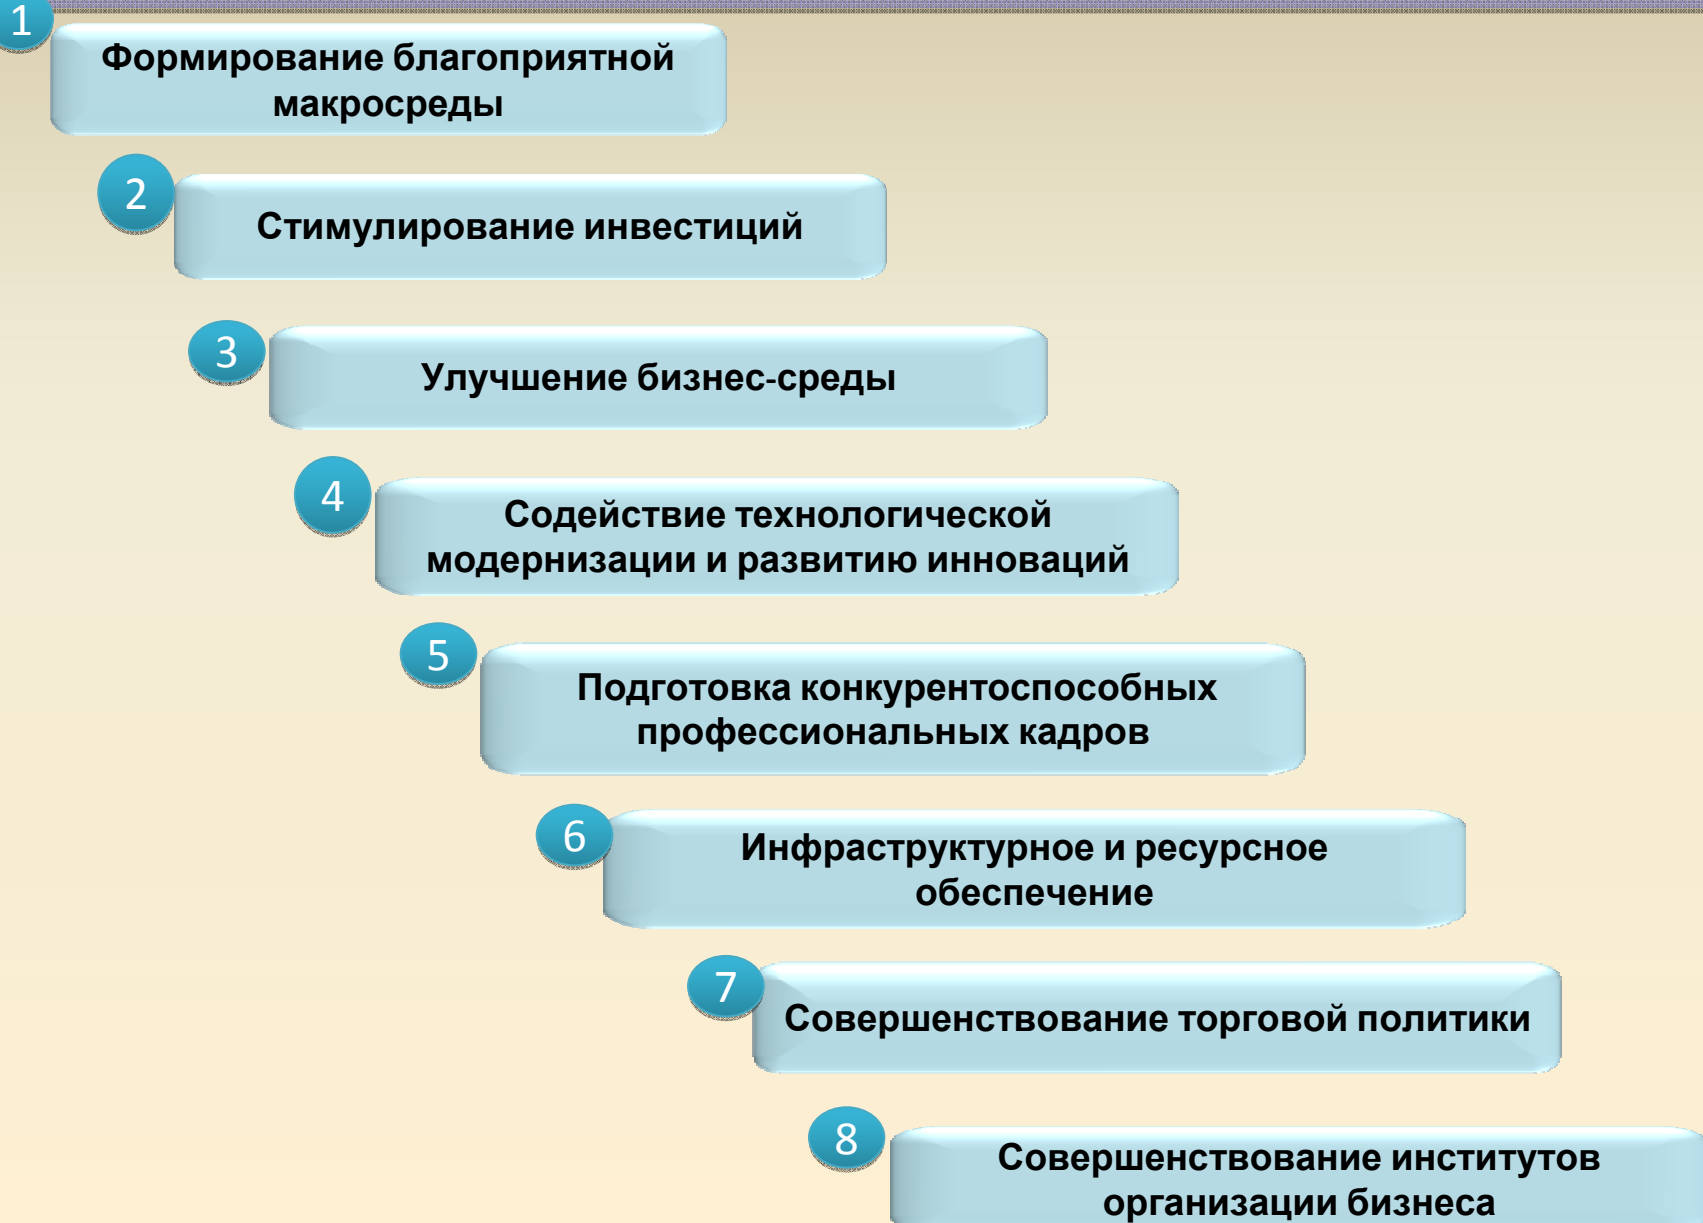 1
Формирование благоприятной
макросреды
2
Стимулирование инвестиций
3
Улучшение бизнес-среды
4
Содействие технологической
модернизации и развитию инноваций
5
Подготовка конкурентоспособных
профессиональных кадров
6
Инфраструктурное и ресурсное
обеспечение
7
Совершенствование торговой политики
8
Совершенствование институтов
организации бизнеса